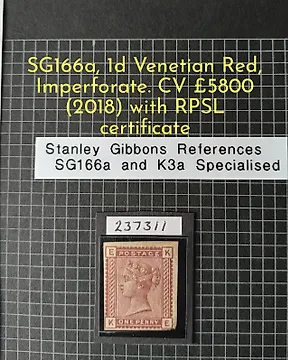 SG166a, 1d Venetian Red,
Imperforate. CV £5800
(2018) with RPSL
certificate
Stanley Gibbons References
SG166a and K3a Specialised
237311
E POSTAGE K
ONE PENNY
K E